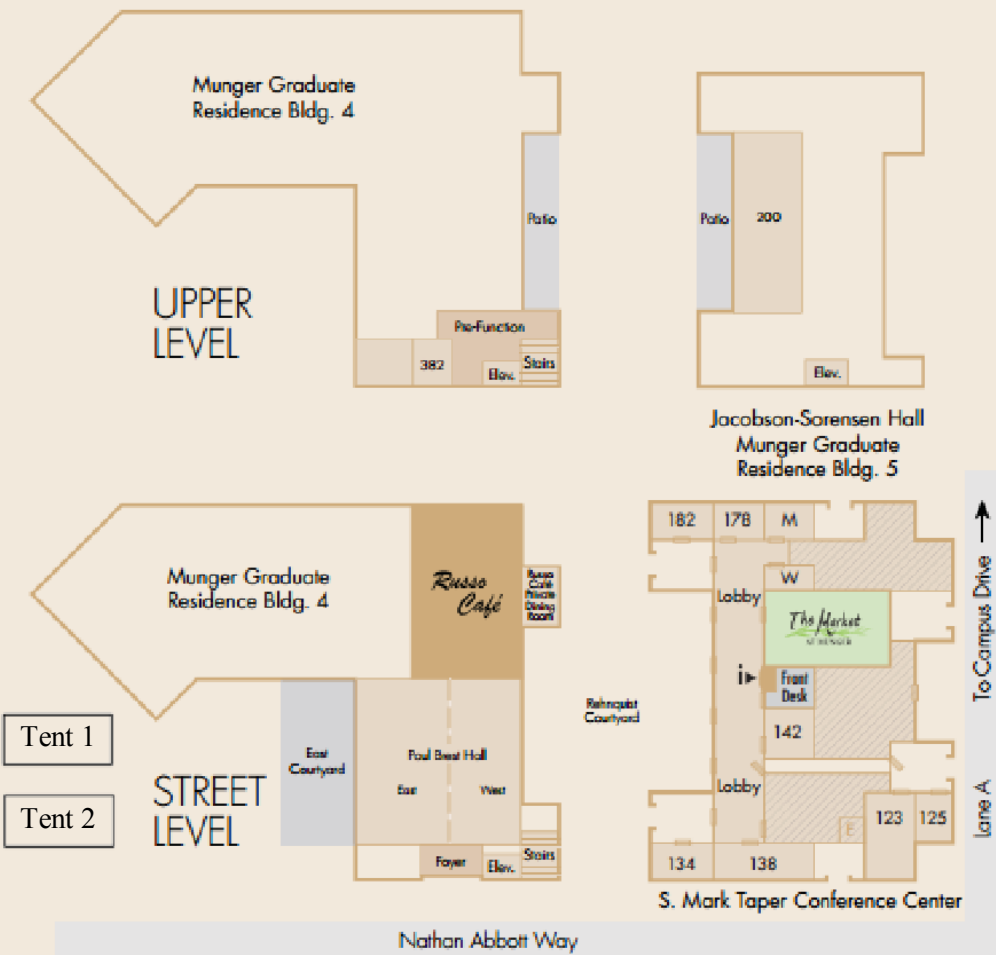 Munger Graduate
Residence Bldg. 4
Patio
Patio
200
UPPER
LEVEL
Pre-Function
382
Elev.
Stairs
Elev.
Jacobson-Sorensen Hall
Munger Graduate
Residence Bldg. 5
To Campus Drive
Lane A
182
178
M
Munger Graduate
Residence Bldg. 4
Russo
Café
Russo
Café
Private
Dining
Room
W
Lobby
The Market
AT MUNGER
i
Front
Desk
Rehnquist
Courtyard
142
Tent 1
Tent 2
STREET
LEVEL
East
Courtyard
Paul Brest Hall
East
West
Lobby
E
123
125
Foyer
Elev.
Stairs
134
138
S. Mark Taper Conference Center
Nathan Abbott Way